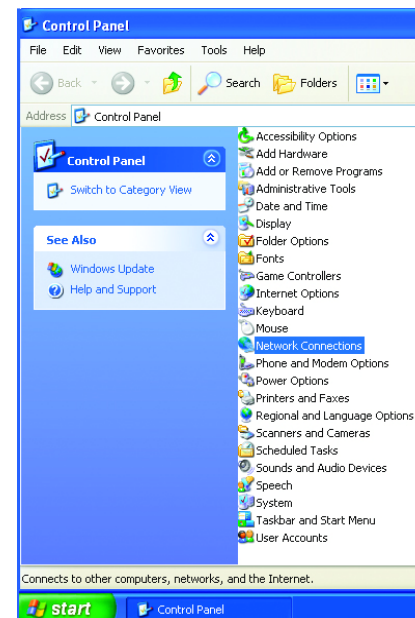 Control Panel
File Edit View Favorites Tools Help
Back Search Folders
Address Control Panel
Control Panel
Switch to Category View
See Also
Windows Update
Help and Support
Accessibility Options
Add Hardware
Add or Remove Programs
Administrative Tools
Date and Time
Display
Folder Options
Fonts
Game Controllers
Internet Options
Keyboard
Mouse
Network Connections
Phone and Modem Options
Power Options
Printers and Faxes
Regional and Language Options
Scanners and Cameras
Scheduled Tasks
Sounds and Audio Devices
Speech
System
Taskbar and Start Menu
User Accounts
Connects to other computers, networks, and the Internet.
start Control Panel